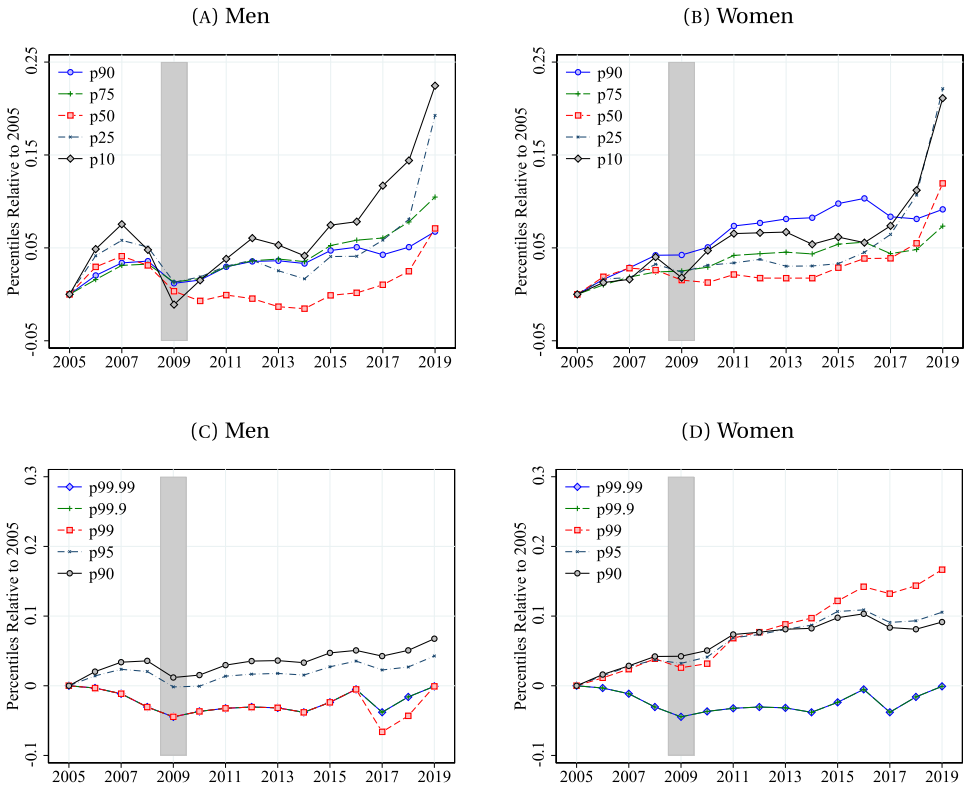 (A) Men
Percentiles Relative to 2005
0.25
0.15
0.05
-0.05
p90
p75
p50
p25
p10
2005 2007 2009 2011 2013 2015 2017 2019
(B) Women
Percentiles Relative to 2005
0.25
0.15
0.05
-0.05
p90
p75
p50
p25
p10
2005 2007 2009 2011 2013 2015 2017 2019
(C) Men
Percentiles Relative to 2005
0.3
0.2
0.1
0
-0.1
p99.99
p99.9
p99
p95
p90
2005 2007 2009 2011 2013 2015 2017 2019
(D) Women
Percentiles Relative to 2005
0.3
0.2
0.1
0
-0.1
p99.99
p99.9
p99
p95
p90
2005 2007 2009 2011 2013 2015 2017 2019